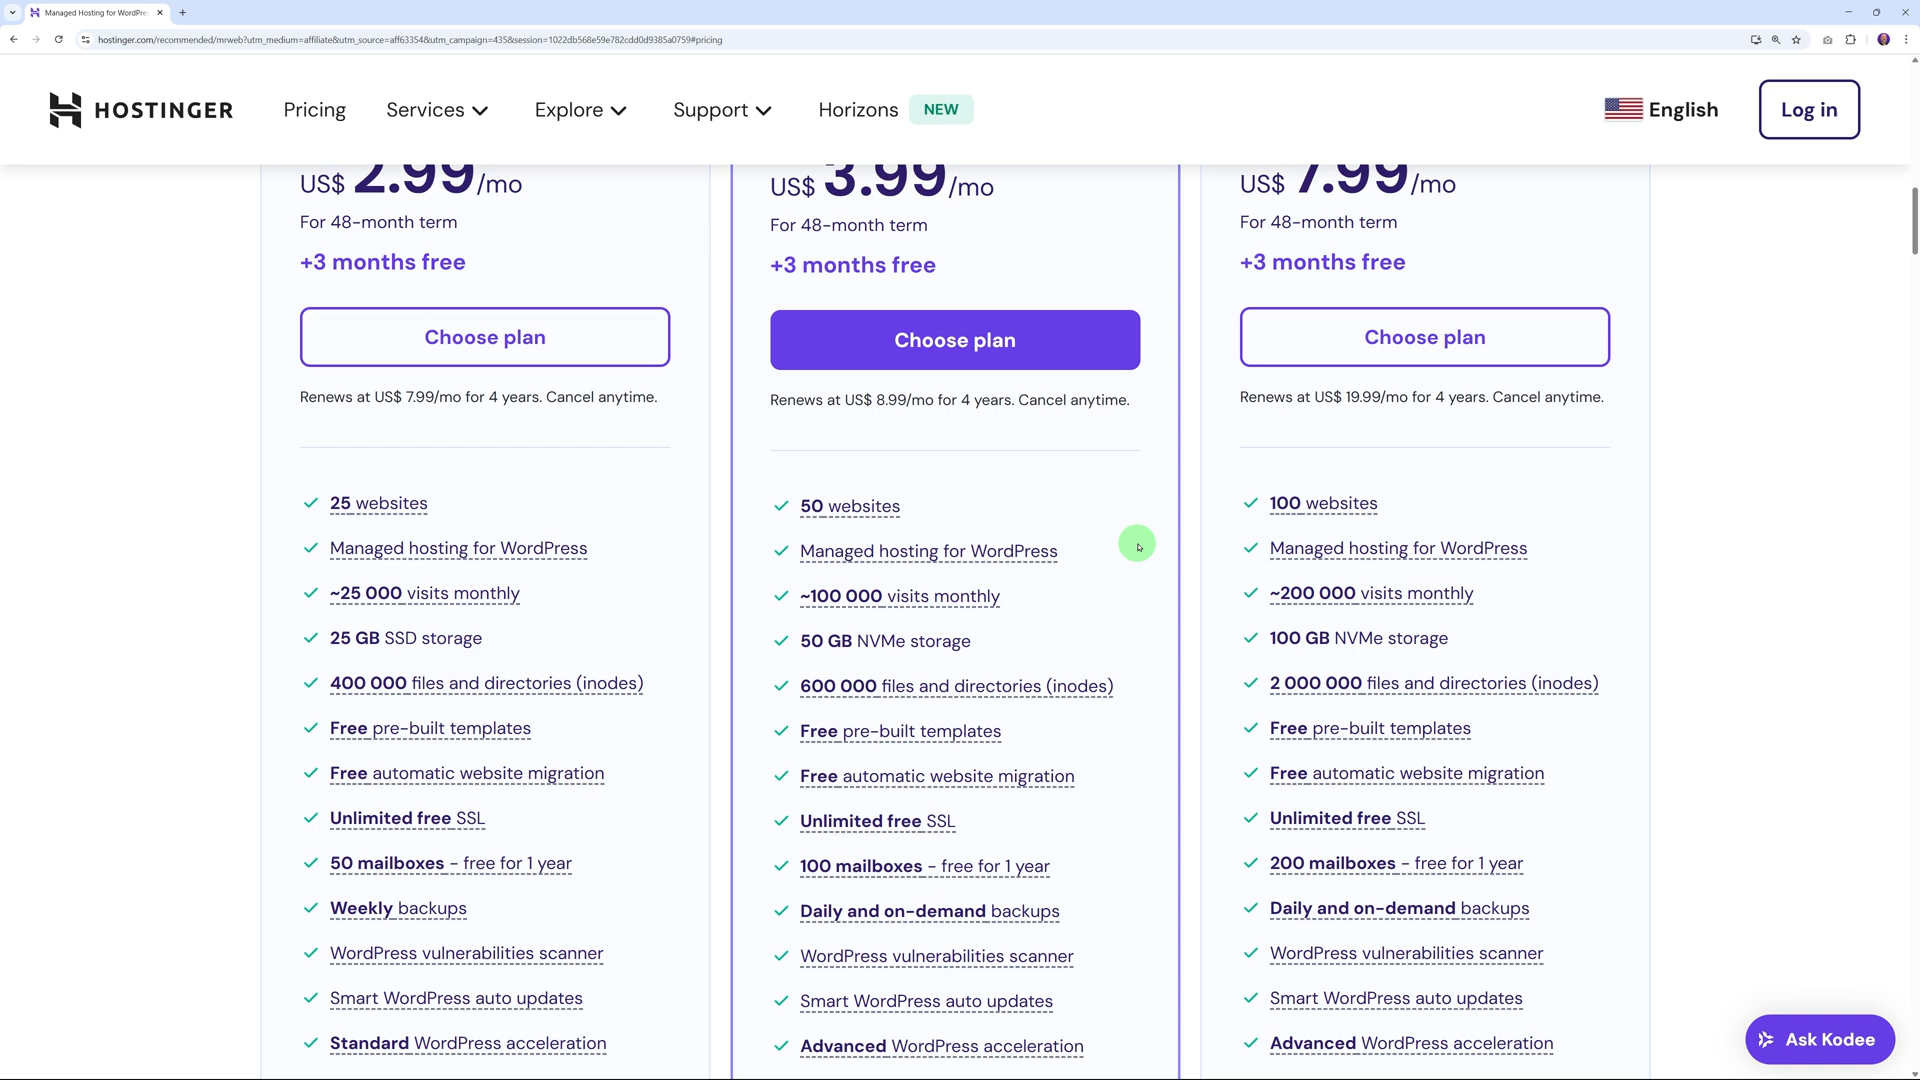 Managed Hosting for WordPre
hostinger.com/recommended/mrweb?utm_medium=affiliate&utm_source=aff63354&utm_campaign=435&session=1022db568e59e782cdd0d9385a0759#pricing
HOSTINGER
Pricing
Services
Explore
Support
Horizons
NEW
English
Log in
US$ 2.99/mo
For 48-month term
+3 months free
Choose plan
Renews at US$ 7.99/mo for 4 years. Cancel anytime.
25 websites
Managed hosting for WordPress
~25 000 visits monthly
25 GB SSD storage
400 000 files and directories (inodes)
Free pre-built templates
Free automatic website migration
Unlimited free SSL
50 mailboxes - free for 1 year
Weekly backups
WordPress vulnerabilities scanner
Smart WordPress auto updates
Standard WordPress acceleration
US$ 3.99/mo
For 48-month term
+3 months free
Choose plan
Renews at US$ 8.99/mo for 4 years. Cancel anytime.
50 websites
Managed hosting for WordPress
~100 000 visits monthly
50 GB NVMe storage
600 000 files and directories (inodes)
Free pre-built templates
Free automatic website migration
Unlimited free SSL
100 mailboxes - free for 1 year
Daily and on-demand backups
WordPress vulnerabilities scanner
Smart WordPress auto updates
Advanced WordPress acceleration
US$ 7.99/mo
For 48-month term
+3 months free
Choose plan
Renews at US$ 19.99/mo for 4 years. Cancel anytime.
100 websites
Managed hosting for WordPress
~200 000 visits monthly
100 GB NVMe storage
2 000 000 files and directories (inodes)
Free pre-built templates
Free automatic website migration
Unlimited free SSL
200 mailboxes - free for 1 year
Daily and on-demand backups
WordPress vulnerabilities scanner
Smart WordPress auto updates
Advanced WordPress acceleration
Ask Kodee